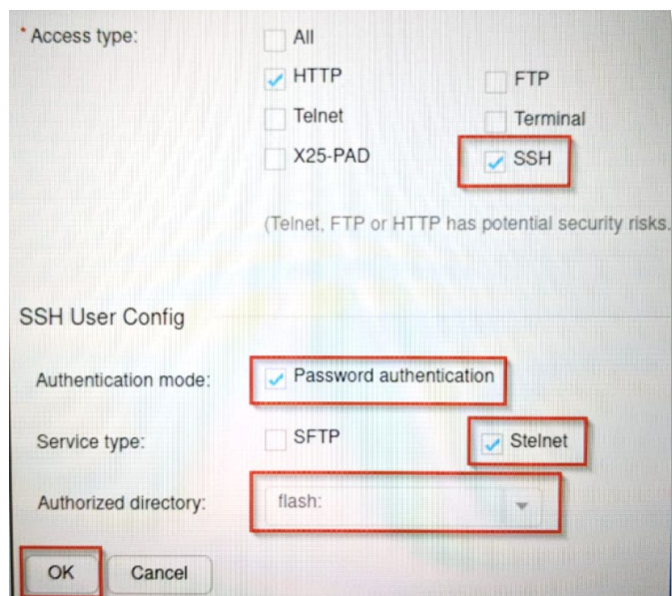 * Access type:
All
HTTP
FTP
Telnet
Terminal
X25-PAD
SSH
(Telnet, FTP or HTTP has potential security risks.
SSH User Config
Authentication mode:
Password authentication
Service type:
SFTP
Stelnet
Authorized directory:
flash:
OK
Cancel